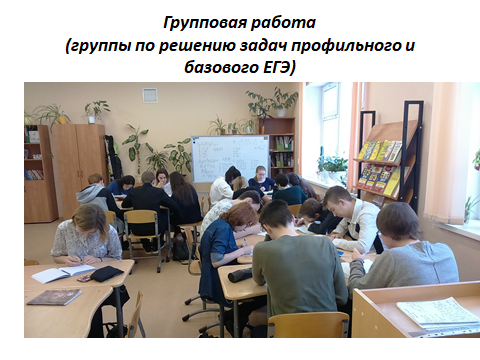 Групповая работа
(группы по решению задач профильного и
базового ЕГЭ)